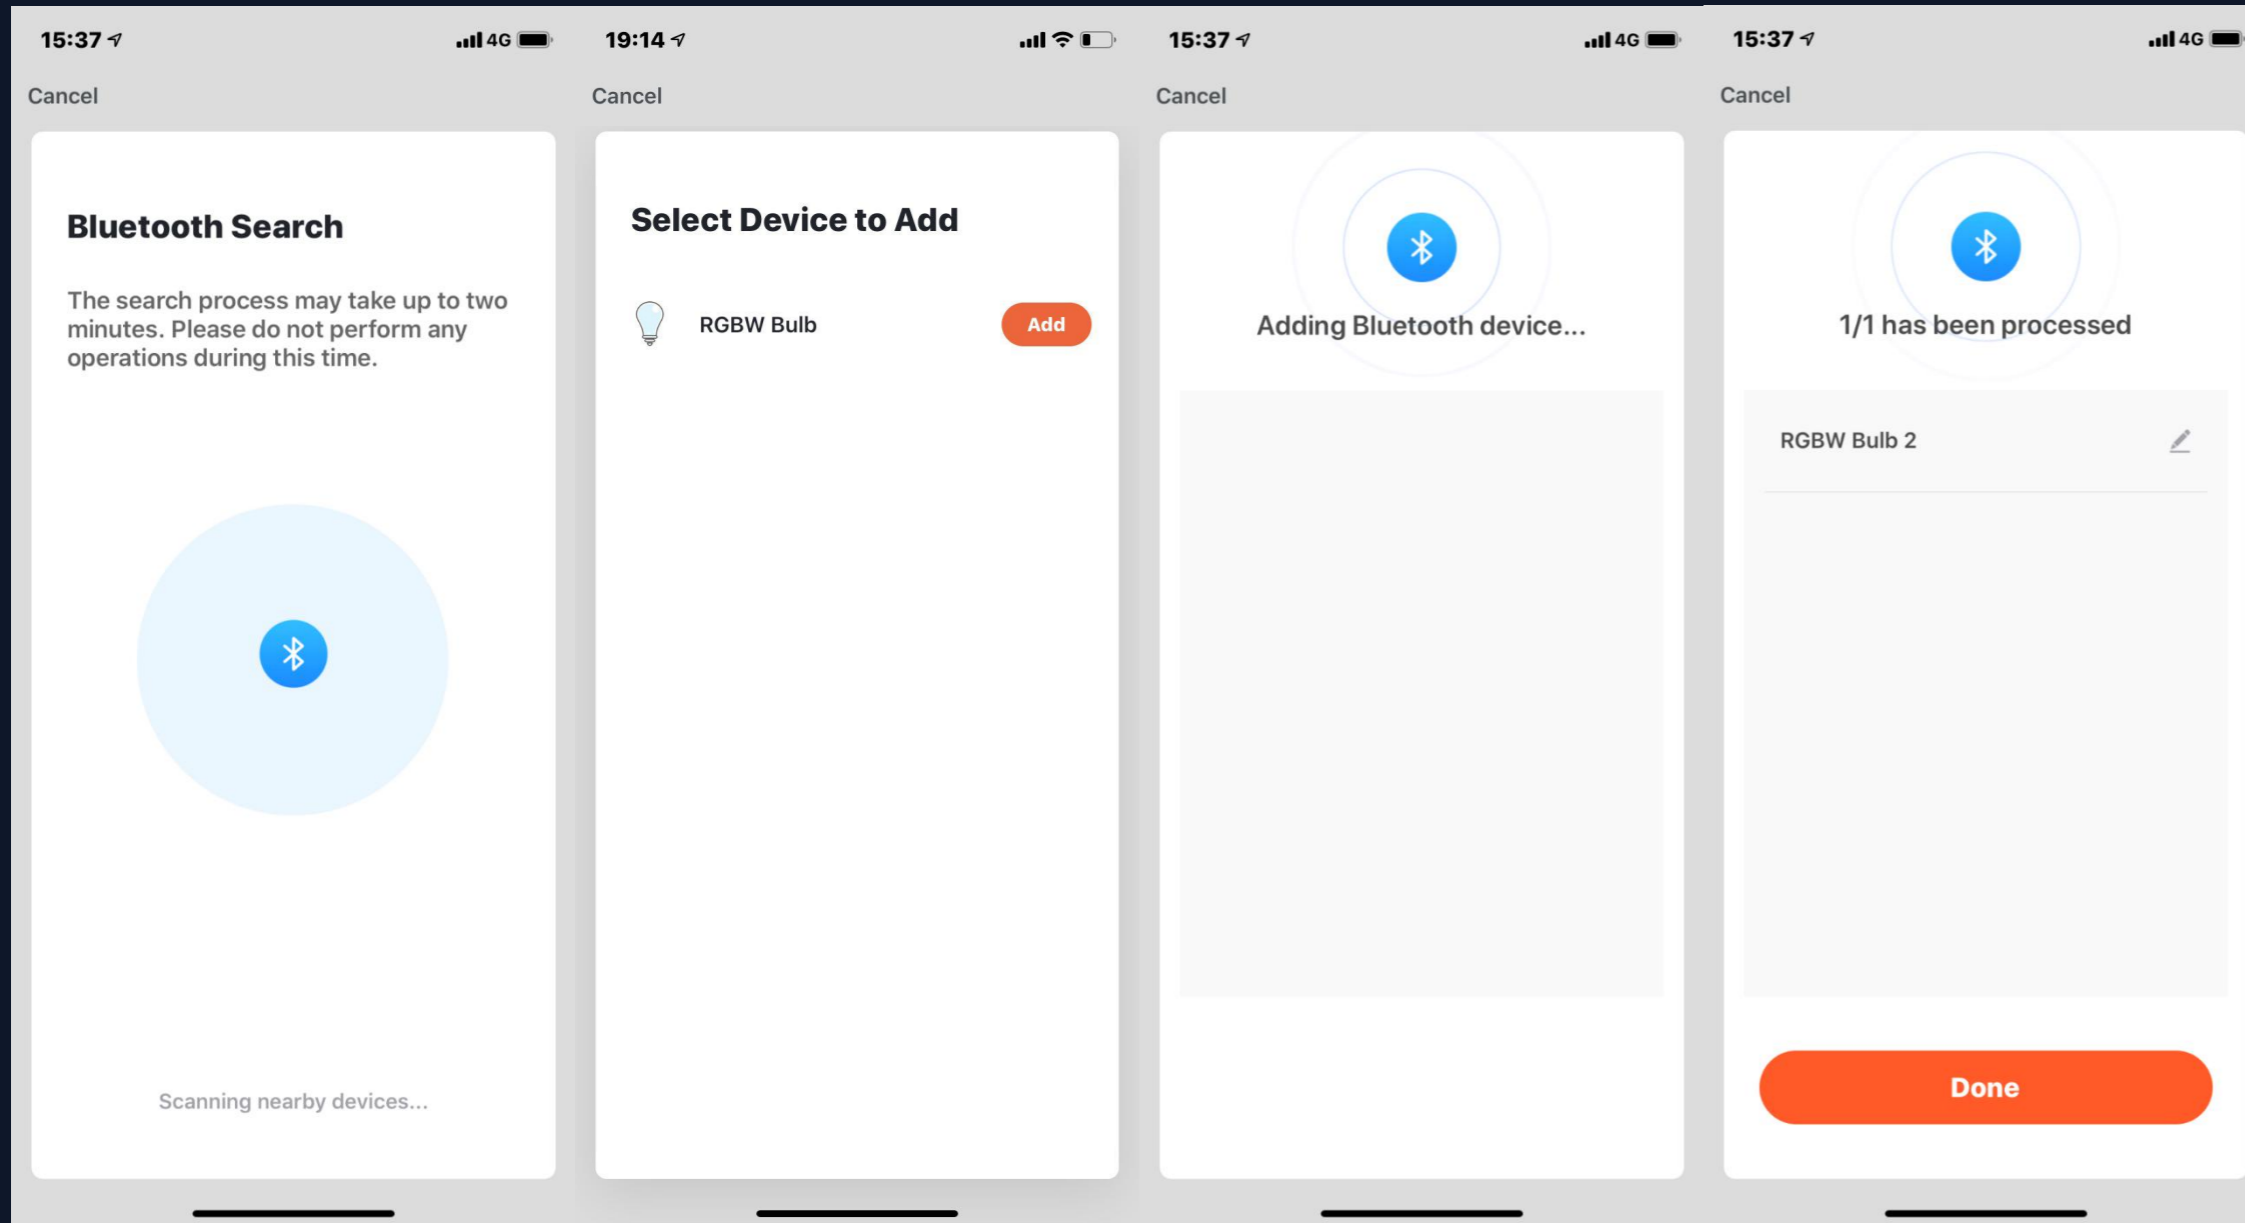 15:37
4G
Cancel
Bluetooth Search
The search process may take up to two
minutes. Please do not perform any
operations during this time.
Scanning nearby devices...
19:14
Cancel
Select Device to Add
RGBW Bulb
Add
15:37
4G
Cancel
Adding Bluetooth device...
15:37
4G
Cancel
1/1 has been processed
RGBW Bulb 2
Done